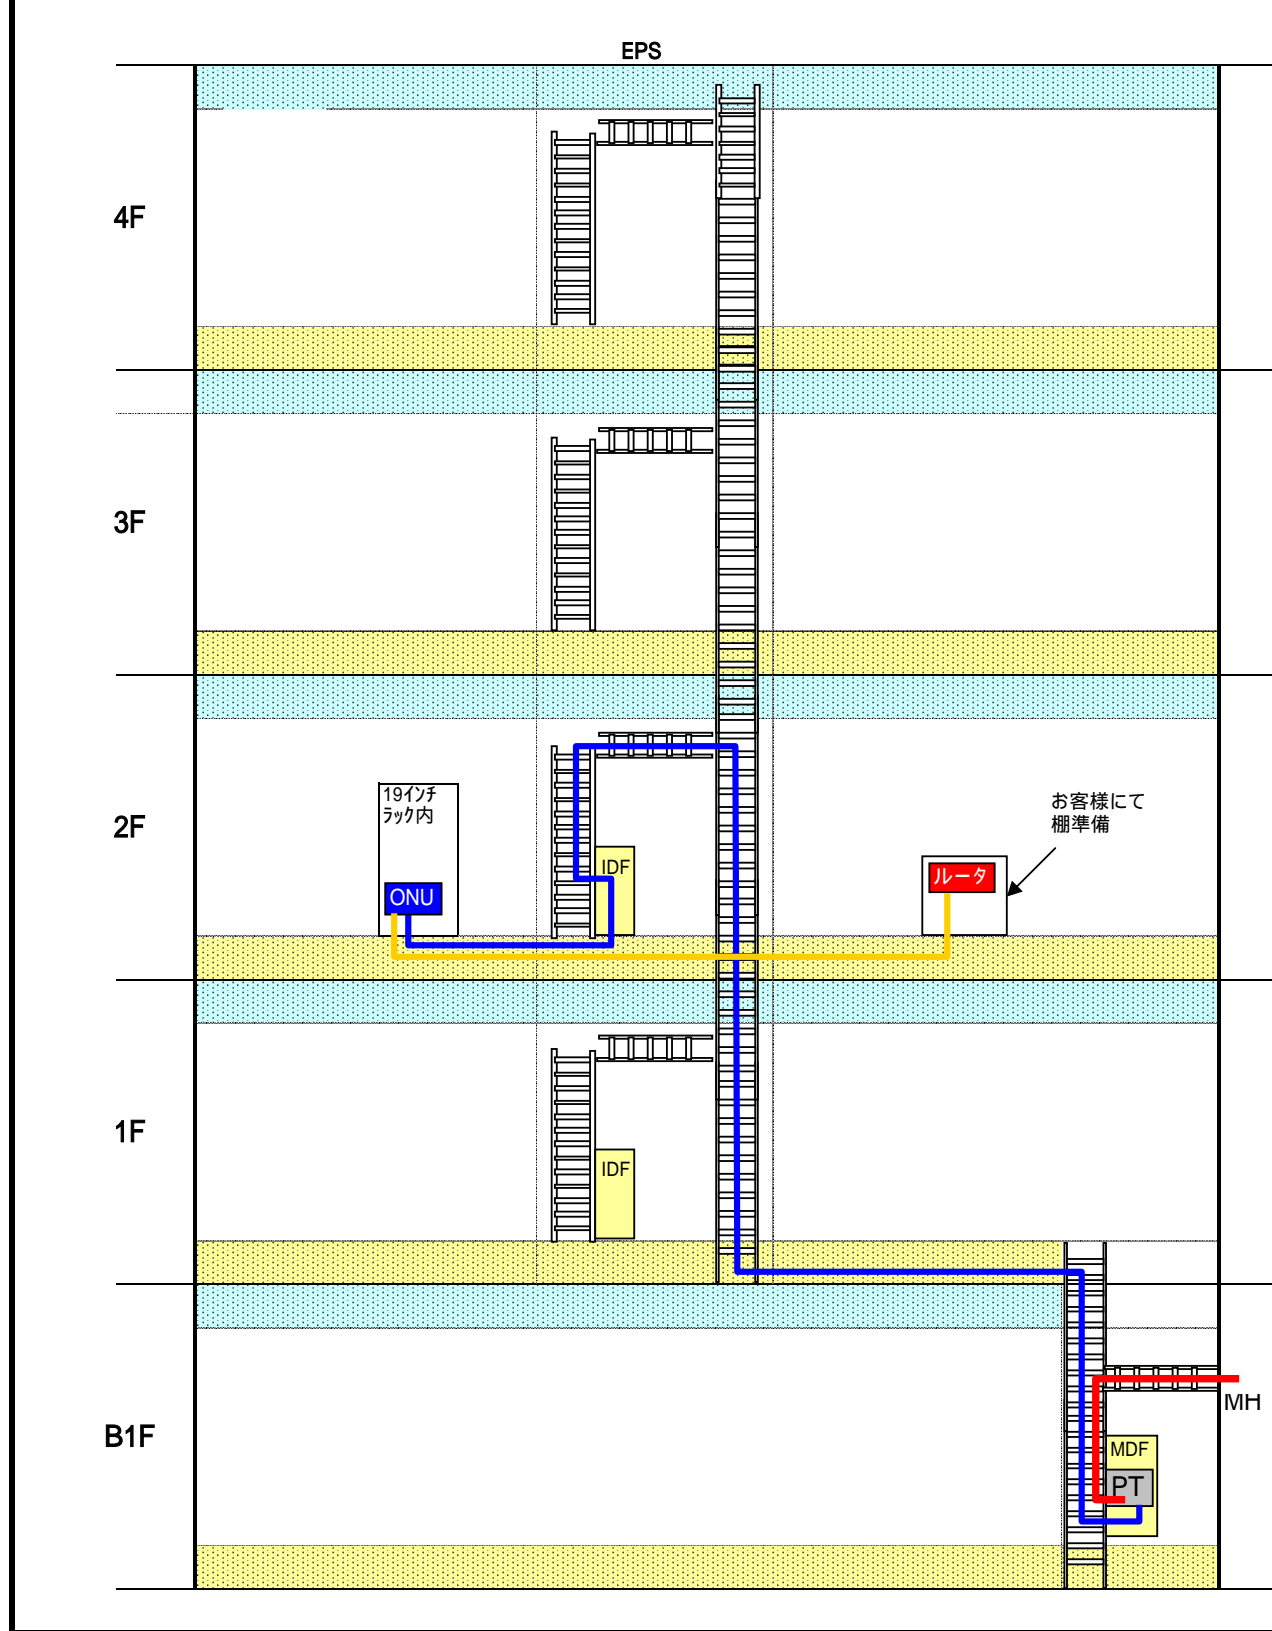 EPS
4F
3F
2F
19インチ
ラック内
ONU
IDF
お客様にて
棚準備
ルータ
1F
IDF
B1F
MH
MDF
PT